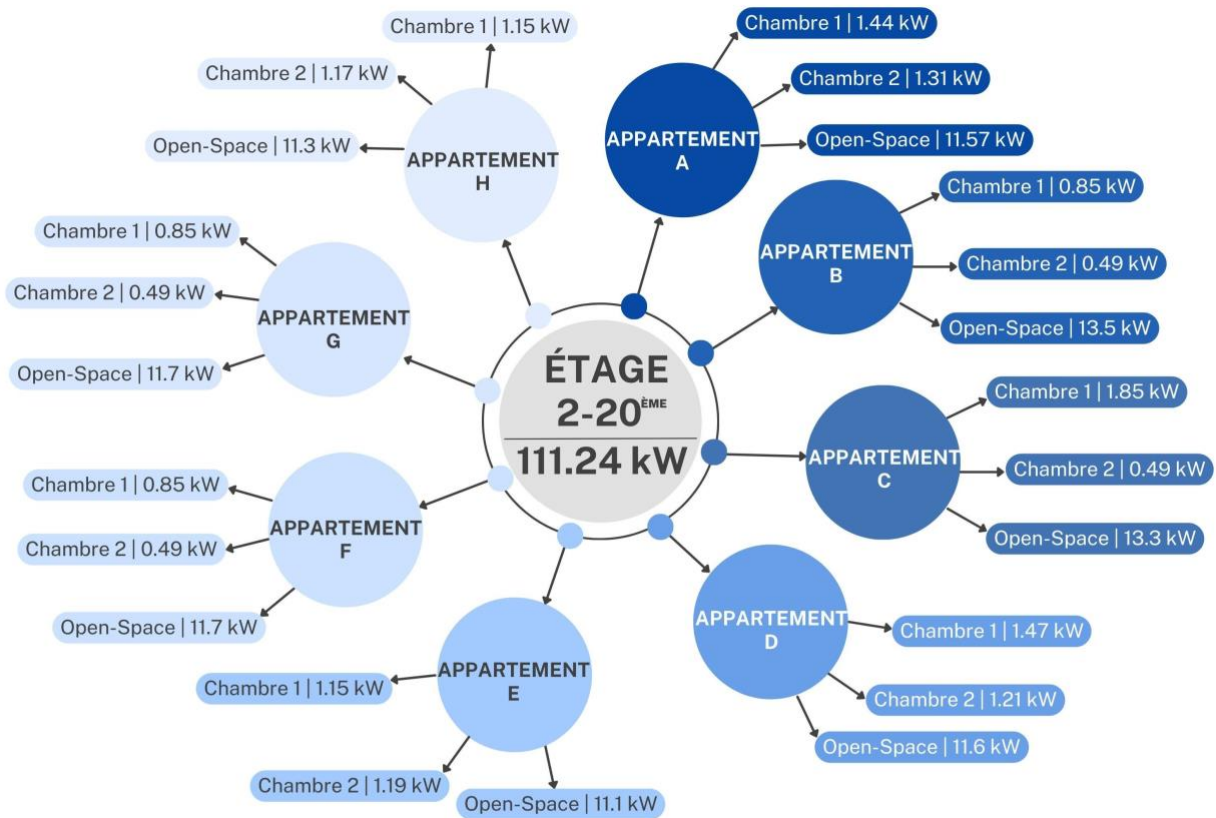 ÉTAGE
2-20ÈME
111.24 kW
APPARTEMENT
A
Chambre 1 | 1.44 kW
Chambre 2 | 1.31 kW
Open-Space | 11.57 kW
APPARTEMENT
B
Chambre 1 | 0.85 kW
Chambre 2 | 0.49 kW
Open-Space | 13.5 kW
APPARTEMENT
C
Chambre 1 | 1.85 kW
Chambre 2 | 0.49 kW
Open-Space | 13.3 kW
APPARTEMENT
D
Chambre 1 | 1.47 kW
Chambre 2 | 1.21 kW
Open-Space | 11.6 kW
APPARTEMENT
E
Chambre 1 | 1.15 kW
Chambre 2 | 1.19 kW
Open-Space | 11.1 kW
APPARTEMENT
F
Chambre 1 | 0.85 kW
Chambre 2 | 0.49 kW
Open-Space | 11.7 kW
APPARTEMENT
G
Chambre 1 | 0.85 kW
Chambre 2 | 0.49 kW
Open-Space | 11.7 kW
APPARTEMENT
H
Chambre 1 | 1.15 kW
Chambre 2 | 1.17 kW
Open-Space | 11.3 kW